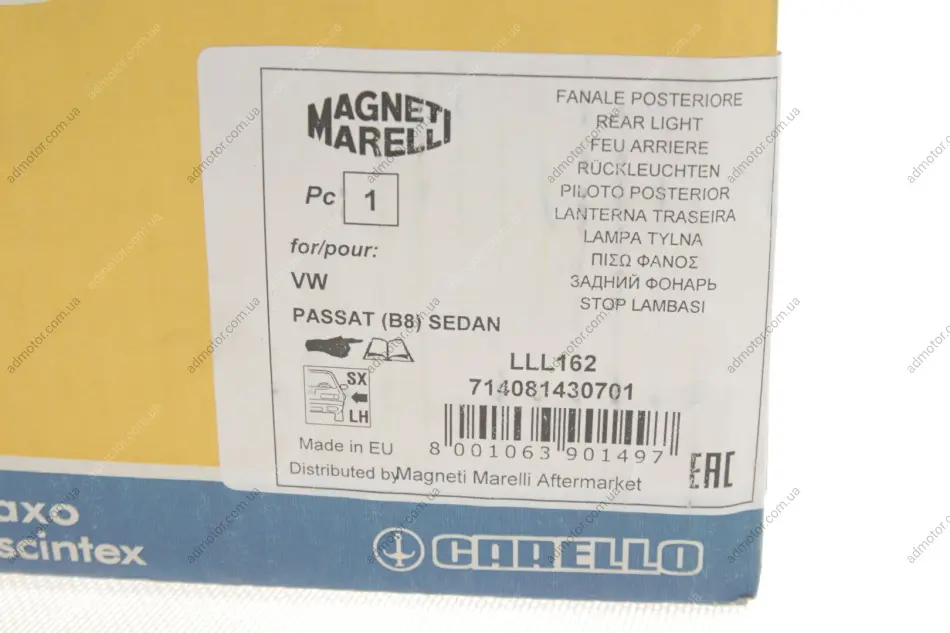 MAGNETI
MARELLI
Pc 1
for/pour:
VW
PASSAT (B8) SEDAN
SX
LH
Made in EU
Distributed by Magneti Marelli Aftermarket
FANALE POSTERIORE
REAR LIGHT
FEU ARRIERE
RÜCKLEUCHTEN
PILOTO POSTERIOR
LANTERNA TRASEIRA
LAMPA TYLNA
ΠΙΣΩ ΦΑΝΟΣ
ЗАДНИЙ ФОНАРЬ
STOP LAMBASI
LLL162
714081430701
8 001063 901497
EAC
axo
scintex
CARELLO
admotor.com.ua